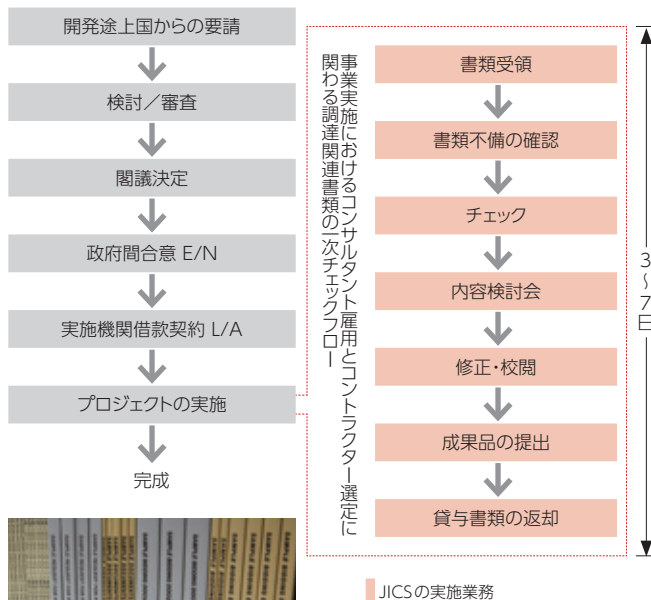 開発途上国からの要請
検討／審査
閣議決定
政府間合意 E/N
実施機関借款契約 L/A
プロジェクトの実施
完成
事業実施におけるコンサルタント雇用とコントラクター選定に
関わる調達関連書類の一次チェックフロー
書類受領
書類不備の確認
チェック
内容検討会
修正・校閲
成果品の提出
貸与書類の返却
3～7日
JICSの実施業務